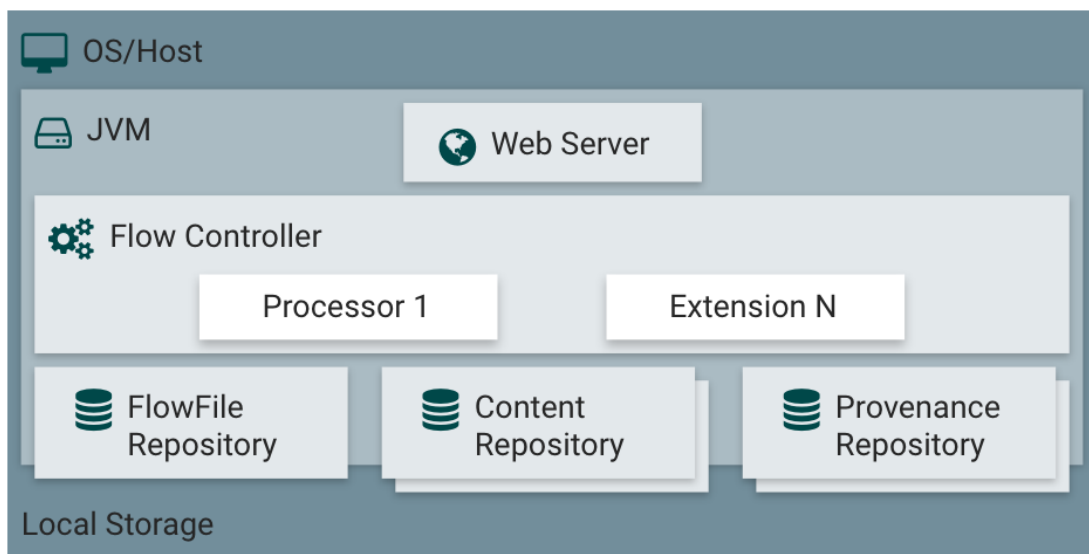 OS/Host
JVM
Web Server
Flow Controller
Processor 1
Extension N
FlowFile
Repository
Content
Repository
Provenance
Repository
Local Storage